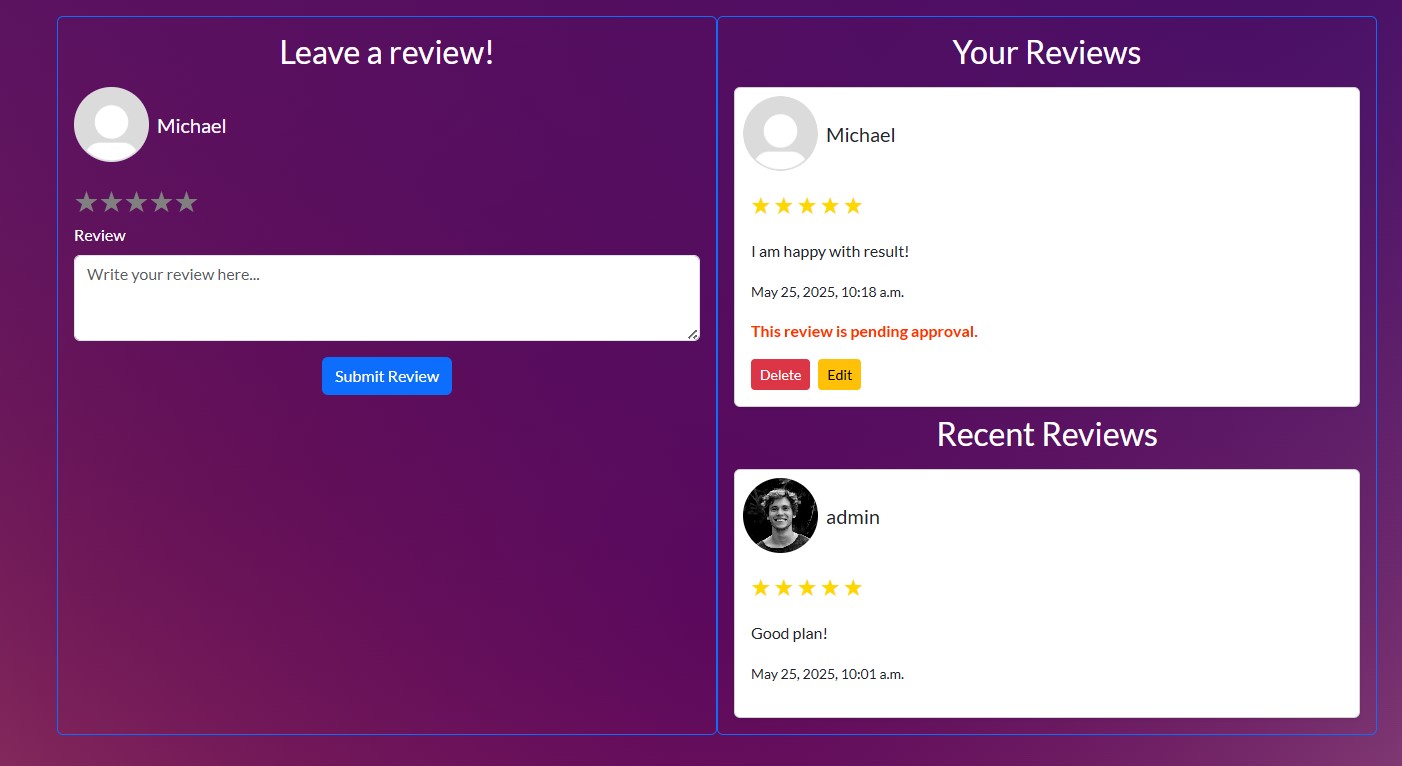 Leave a review!
Michael
★★★★★
Review
Write your review here...
Submit Review
Your Reviews
Michael
★★★★★
I am happy with result!
May 25, 2025, 10:18 a.m.
This review is pending approval.
Delete Edit
Recent Reviews
admin
★★★★★
Good plan!
May 25, 2025, 10:01 a.m.